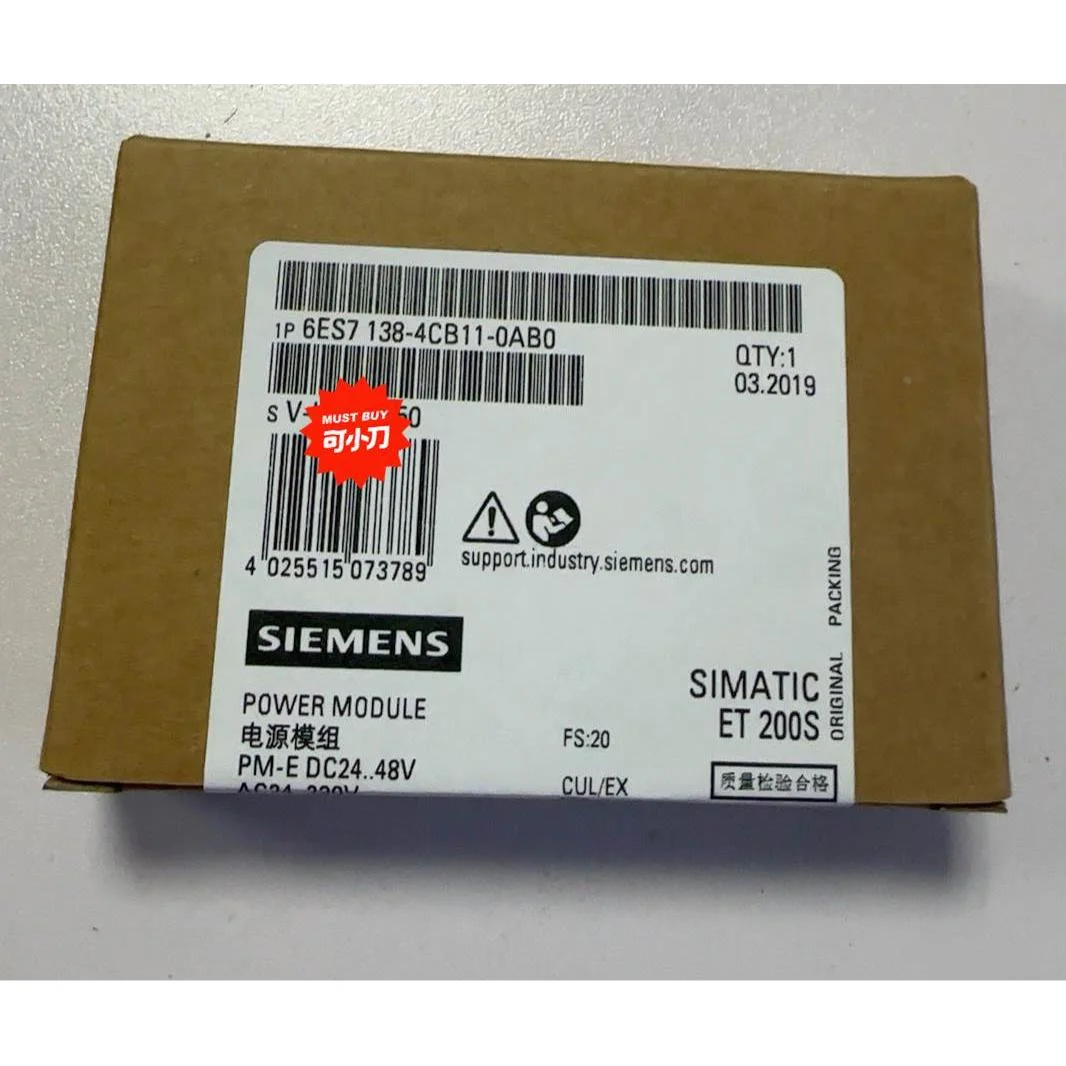 1P 6ES7 138-4CB11-0AB0
QTY:1
03.2019
S V-
50
MUST BUY
可小刀
4 025515 073789
support.industry.siemens.com
SIEMENS
POWER MODULE
电源模组
PM-E DC24..48V
SIMATIC
ET 200S
FS:20
CUL/EX
质量检验合格
ORIGINAL PACKING